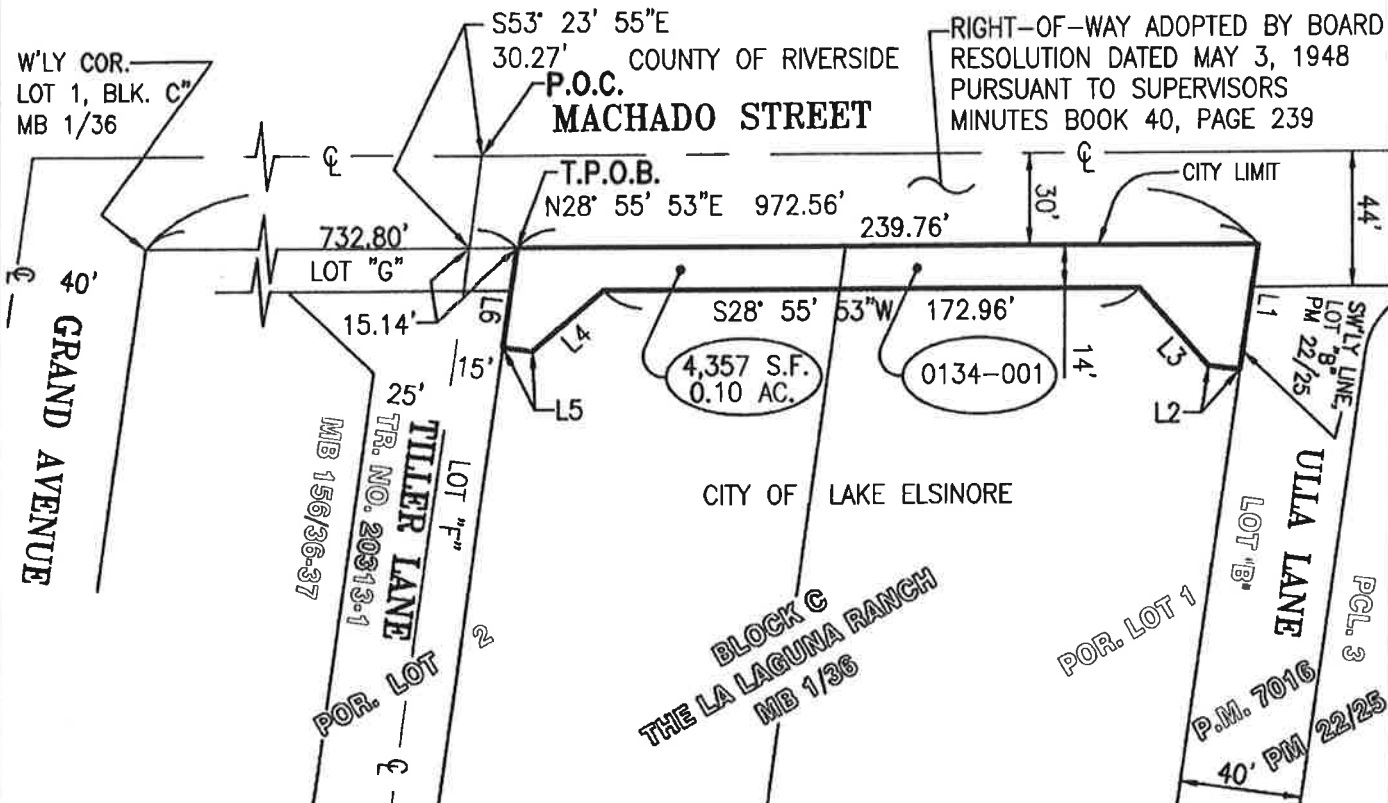 S53° 23' 55"E
30.27'
COUNTY OF RIVERSIDE
RIGHT-OF-WAY ADOPTED BY BOARD
RESOLUTION DATED MAY 3, 1948
PURSUANT TO SUPERVISORS
MINUTES BOOK 40, PAGE 239
W'LY COR.
LOT 1, BLK. C"
MB 1/36
P.O.C.
MACHADO STREET
T.P.O.B.
CITY LIMIT
N28° 55' 53"E 972.56'
30'
44'
732.80'
239.76'
LOT "G"
40'
GRAND AVENUE
15.14'
L6
15'
L4
L5
S28° 55' 53"W 172.96'
4,357 S.F.
0.10 AC.
0134-001
14'
L3
L2
L1
SW'LY LINE,
LOT "B"
PM 22/25
25'
TILLER LANE
TR. NO. 20313-1
MB 156/36-37
LOT "F"
CITY OF LAKE ELSINORE
ULLA LANE
LOT "B"
PCL. 3
POR. LOT 2
BLOCK C
THE LA LAGUNA RANCH
MB 1/36
POR. LOT 1
P.M. 7016
PM 22/25
40'